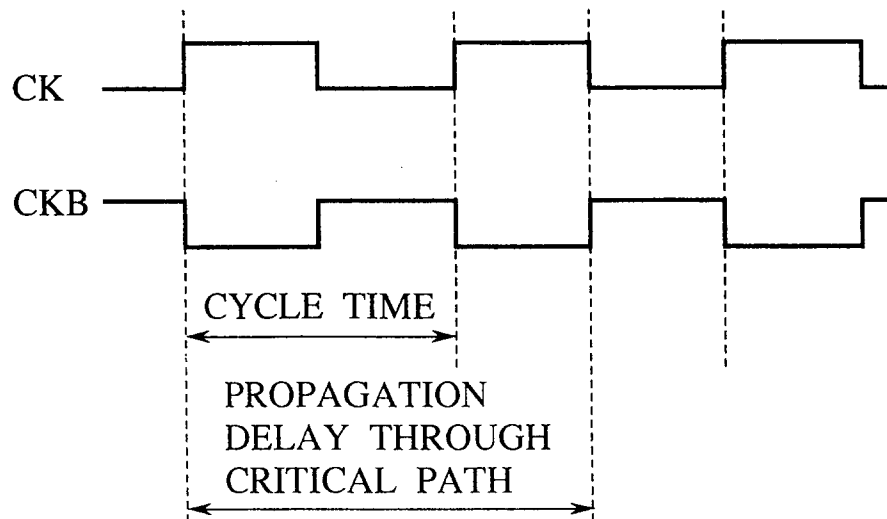 CK
CKB
CYCLE TIME
PROPAGATION
DELAY THROUGH
CRITICAL PATH